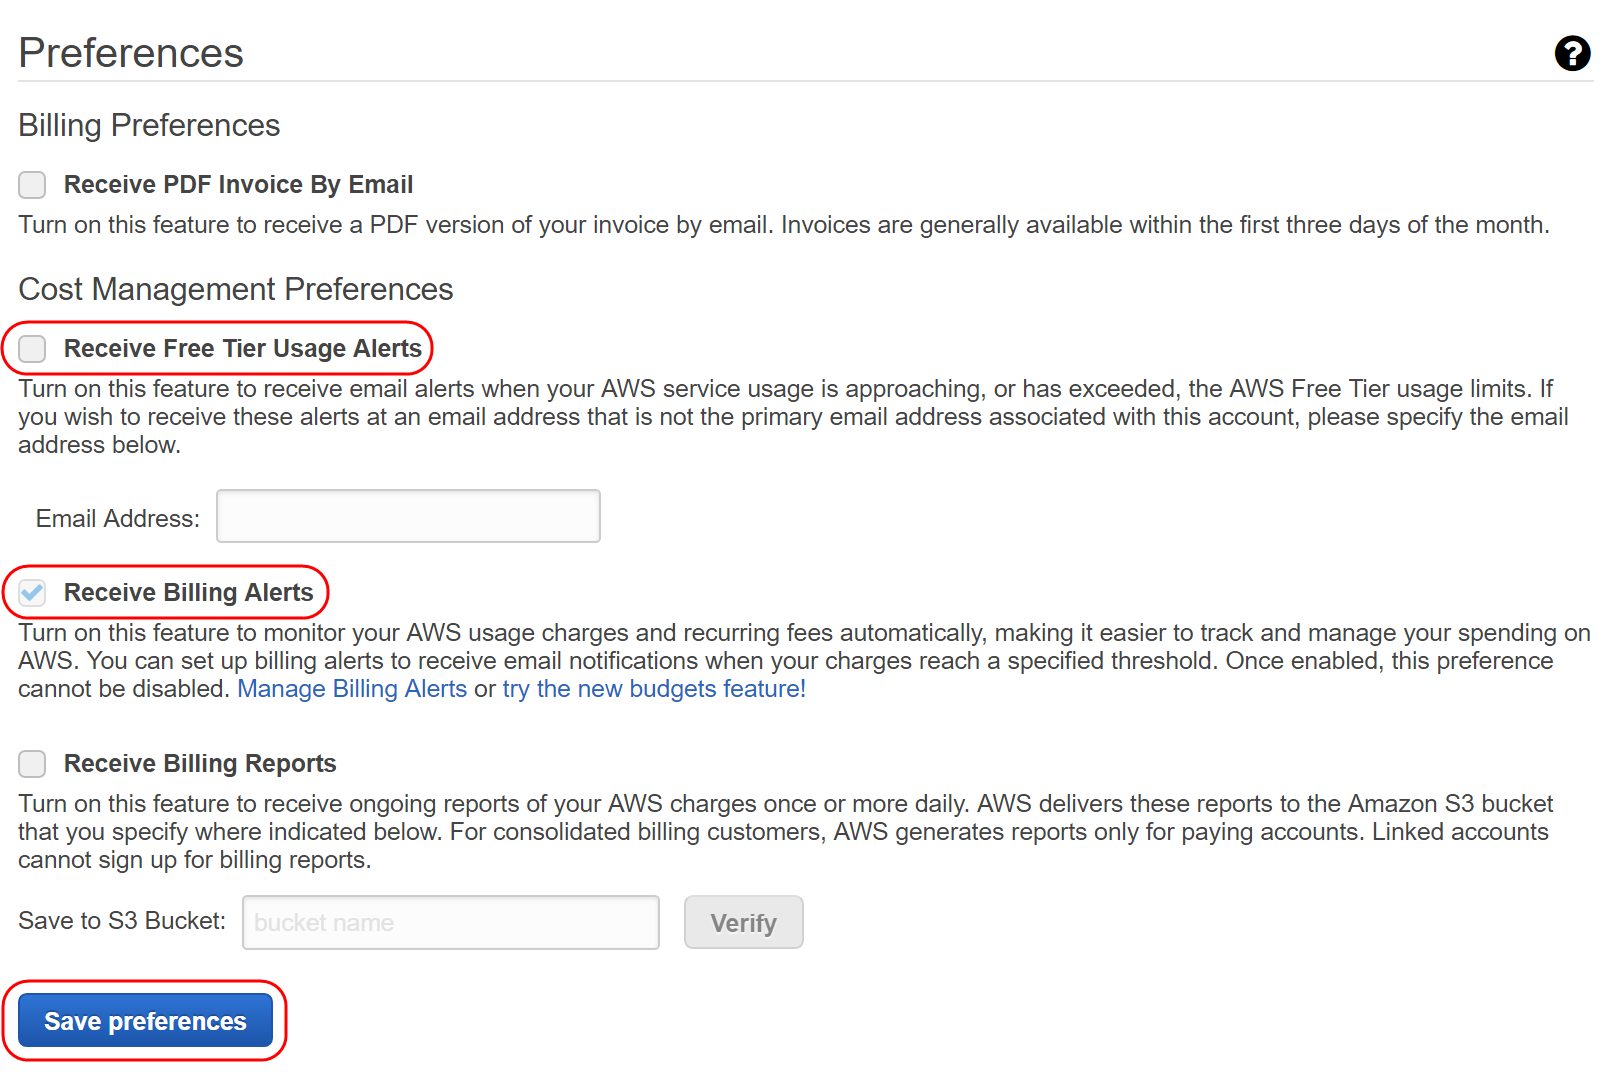 Preferences
?
Billing Preferences
Receive PDF Invoice By Email
Turn on this feature to receive a PDF version of your invoice by email. Invoices are generally available within the first three days of the month.
Cost Management Preferences
Receive Free Tier Usage Alerts
Turn on this feature to receive email alerts when your AWS service usage is approaching, or has exceeded, the AWS Free Tier usage limits. If
you wish to receive these alerts at an email address that is not the primary email address associated with this account, please specify the email
address below.
Email Address:
Receive Billing Alerts
Turn on this feature to monitor your AWS usage charges and recurring fees automatically, making it easier to track and manage your spending on
AWS. You can set up billing alerts to receive email notifications when your charges reach a specified threshold. Once enabled, this preference
cannot be disabled. Manage Billing Alerts or try the new budgets feature!
Receive Billing Reports
Turn on this feature to receive ongoing reports of your AWS charges once or more daily. AWS delivers these reports to the Amazon S3 bucket
that you specify where indicated below. For consolidated billing customers, AWS generates reports only for paying accounts. Linked accounts
cannot sign up for billing reports.
Save to S3 Bucket: bucket name Verify
Save preferences